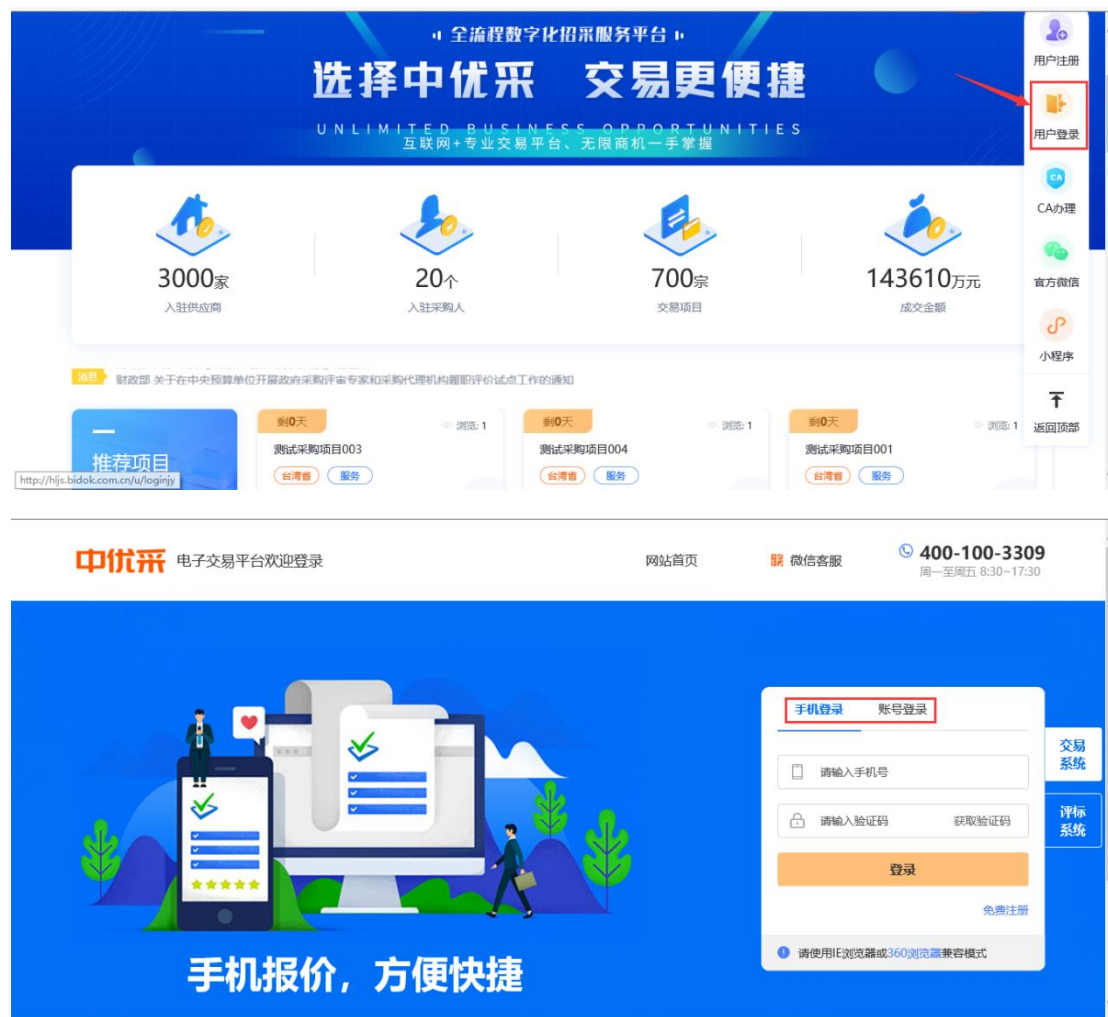 全流程数字化招采服务平台
选择中优采 交易更便捷
UNLIMITED BUSINESS OPPORTUNITIES
互联网+专业交易平台、无限商机一手掌握
用户注册
用户登录
CA
CA办理
官方微信
小程序
返回顶部
3000家
入驻供应商
20个
入驻采购人
700宗
交易项目
143610万元
成交金额
消息
财政部 关于在中央预算单位开展政府采购评审专家和采购代理机构履职评价试点工作的通知
推荐项目
剩0天 浏览: 1
测试采购项目003
台湾省 服务
剩0天 浏览: 1
测试采购项目004
台湾省 服务
剩0天 浏览: 1
测试采购项目001
台湾省 服务
http://hljs.bidok.com.cn/u/loginjy
中优采 电子交易平台欢迎登录
网站首页
微信客服
400-100-3309
周一至周五 8:30~17:30
手机登录 账号登录
请输入手机号
请输入验证码 获取验证码
登录
免费注册
请使用IE浏览器或360浏览器兼容模式
交易
系统
评标
系统
手机报价，方便快捷